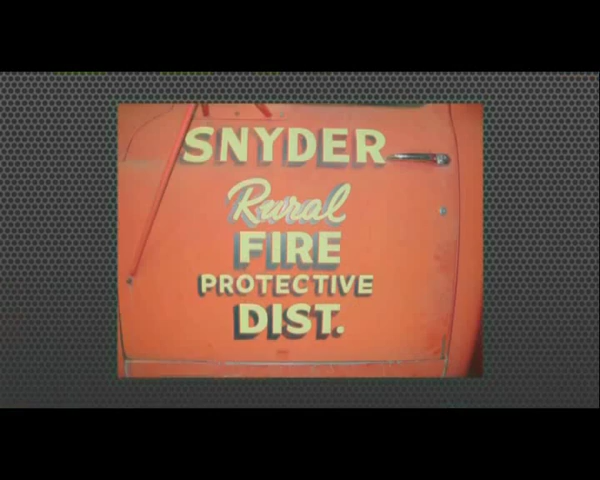 SNYDER
Rural
FIRE
PROTECTIVE
DIST.